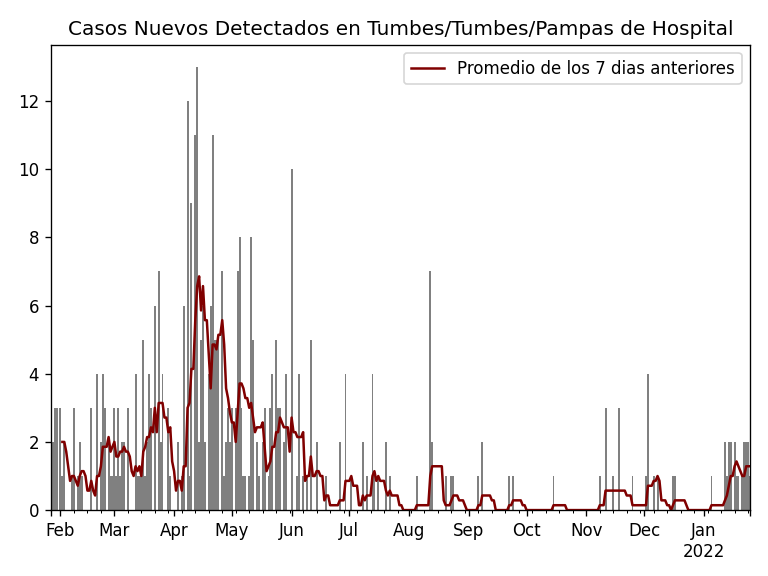 Casos Nuevos Detectados en Tumbes/Tumbes/Pampas de Hospital
Promedio de los 7 dias anteriores
12
10
8
6
4
2
0
Feb Mar Apr May Jun Jul Aug Sep Oct Nov Dec Jan
2022